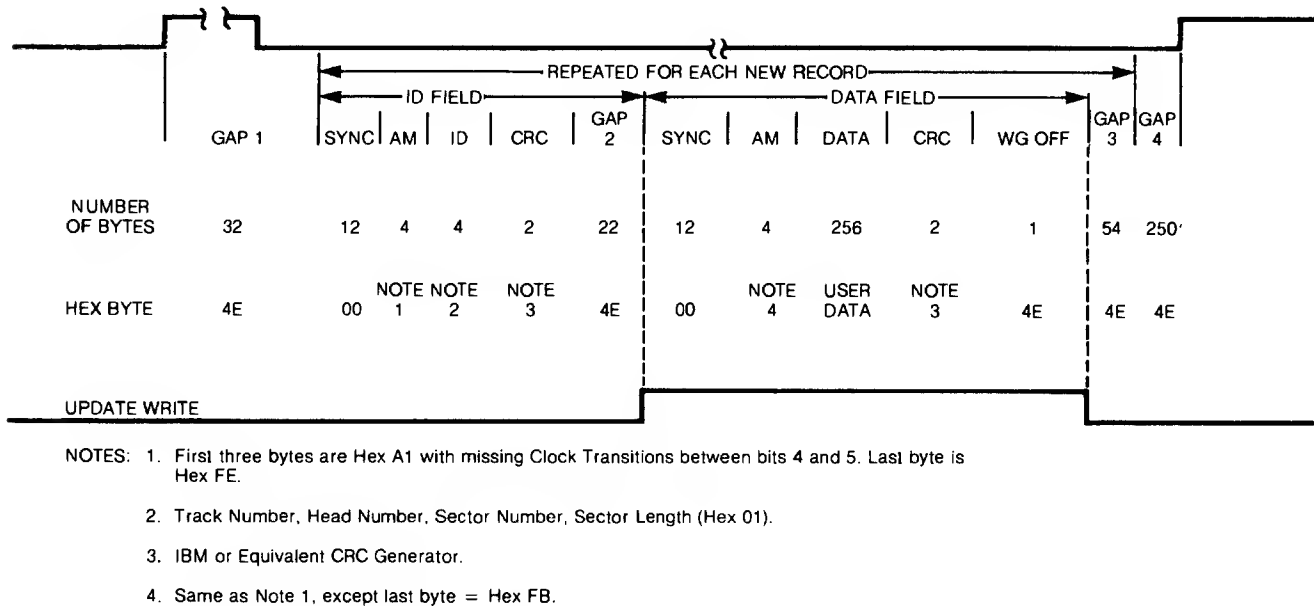 REPEATED FOR EACH NEW RECORD
ID FIELD DATA FIELD
GAP 1 SYNC AM ID CRC GAP 2 SYNC AM DATA CRC WG OFF GAP 3 GAP 4
NUMBER
OF BYTES 32 12 4 4 2 22 12 4 256 2 1 54 250'
HEX BYTE 4E 00 NOTE 1 NOTE 2 NOTE 3 4E 00 NOTE 4 USER DATA NOTE 3 4E 4E 4E
UPDATE WRITE
NOTES: 1. First three bytes are Hex A1 with missing Clock Transitions between bits 4 and 5. Last byte is
Hex FE.
2. Track Number, Head Number, Sector Number, Sector Length (Hex 01).
3. IBM or Equivalent CRC Generator.
4. Same as Note 1, except last byte = Hex FB.